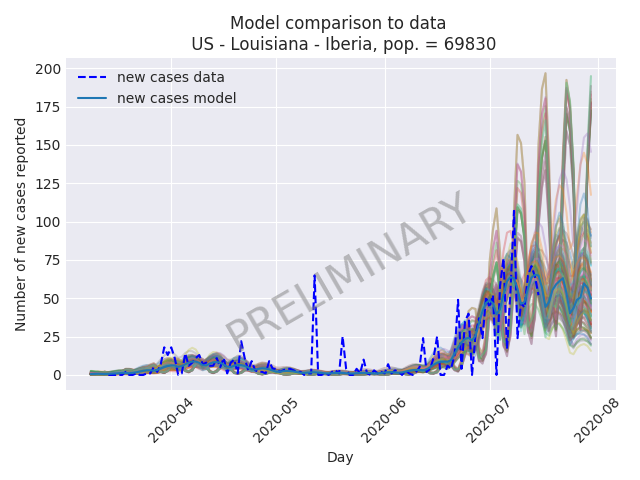 Model comparison to data
US - Louisiana - Iberia, pop. = 69830
new cases data
new cases model
PRELIMINARY
Number of new cases reported
200
175
150
125
100
75
50
25
0
2020-04
2020-05
2020-06
2020-07
2020-08
Day